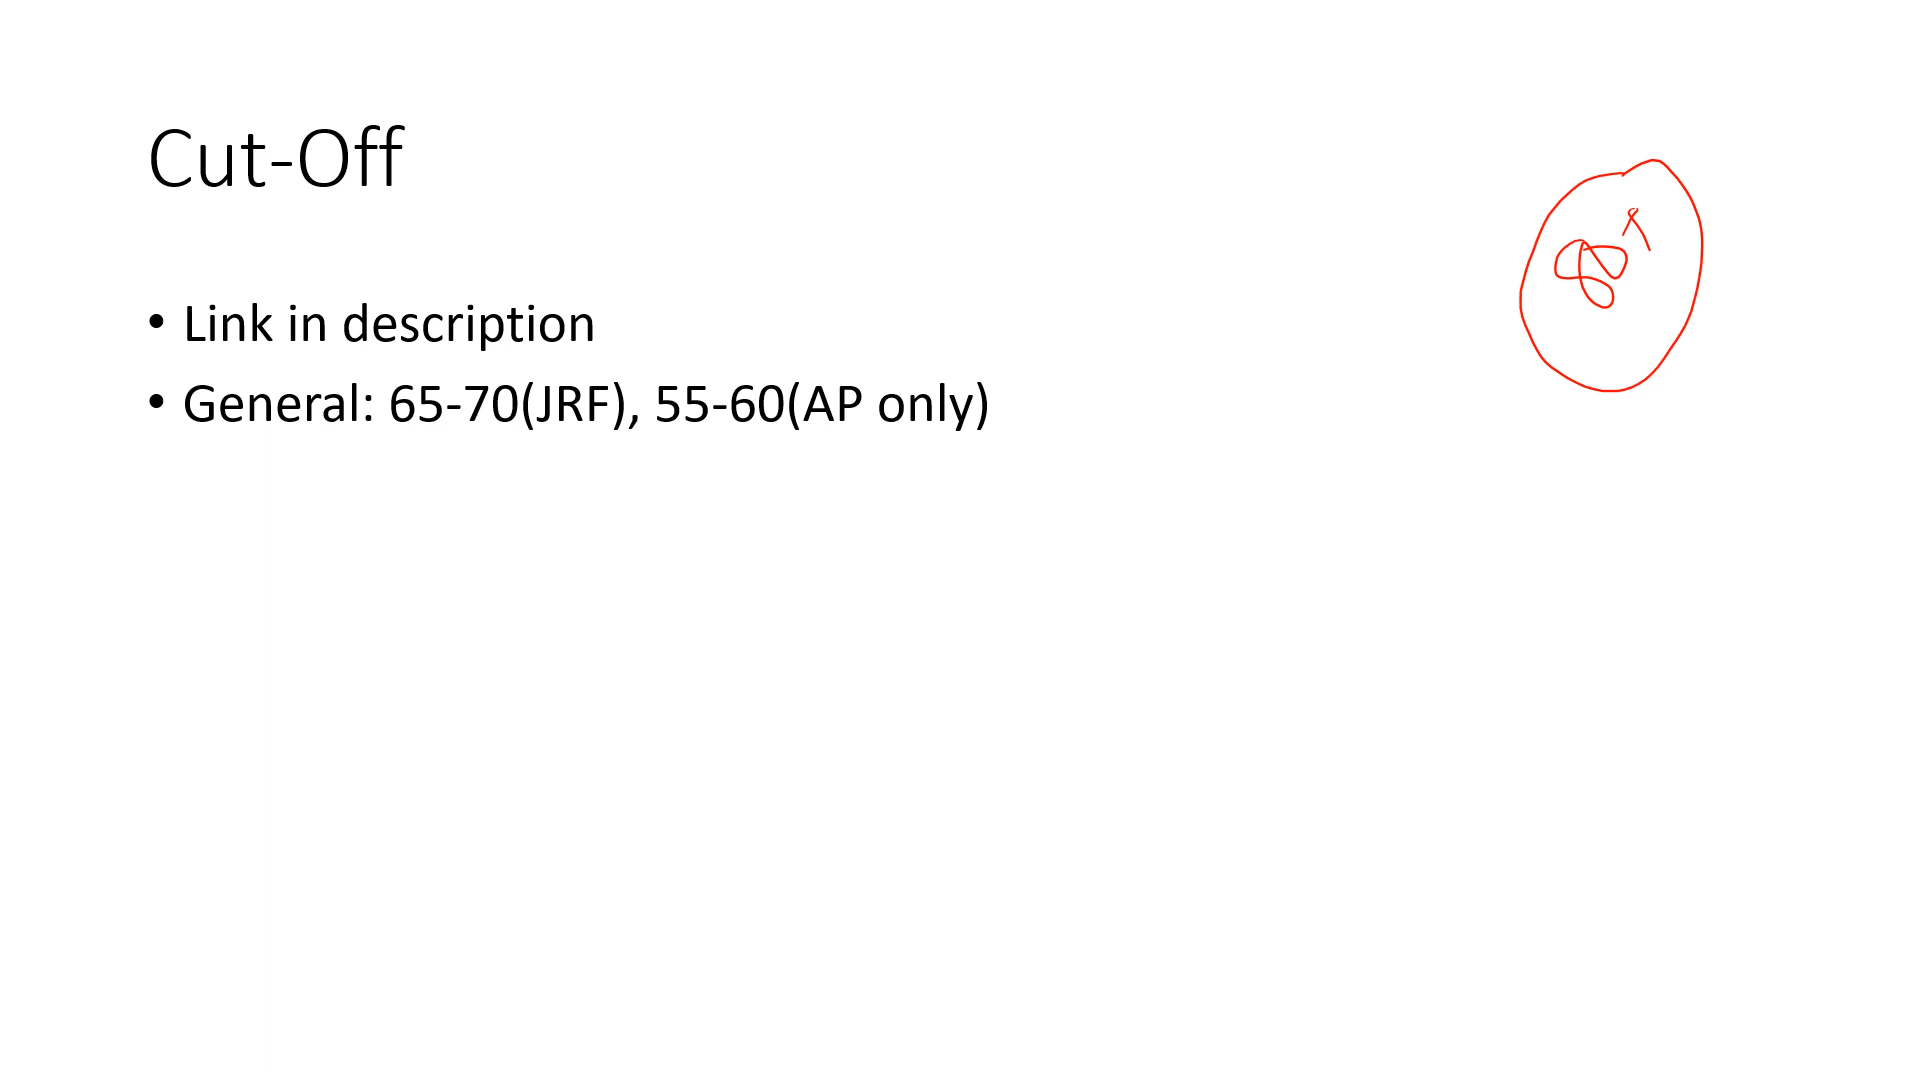 Cut-Off
• Link in description
• General: 65-70(JRF), 55-60(AP only)